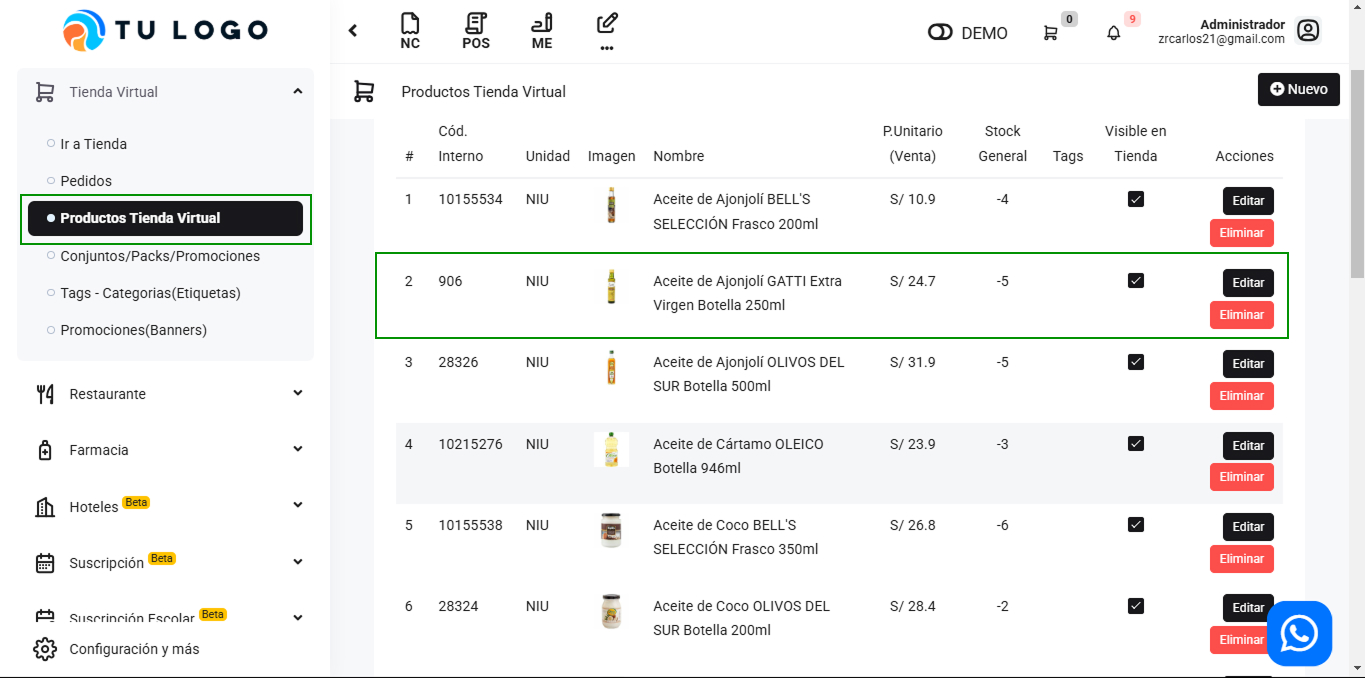 TU LOGO
NC
POS
ME
...
DEMO
0
9
Administrador
zrcarlos21@gmail.com
Tienda Virtual
Ir a Tienda
Pedidos
Productos Tienda Virtual
Conjuntos/Packs/Promociones
Tags - Categorias(Etiquetas)
Promociones(Banners)
Restaurante
Farmacia
Hoteles Beta
Suscripción Beta
Suscripción Escolar Beta
Configuración y más
Productos Tienda Virtual
Nuevo
# Cód. Interno Unidad Imagen Nombre P.Unitario (Venta) Stock General Tags Visible en Tienda Acciones
1 10155534 NIU Aceite de Ajonjolí BELL'S S/ 10.9 -4 Editar
SELECCIÓN Frasco 200ml Eliminar
2 906 NIU Aceite de Ajonjolí GATTI Extra S/ 24.7 -5 Editar
Virgen Botella 250ml Eliminar
3 28326 NIU Aceite de Ajonjolí OLIVOS DEL S/ 31.9 -5 Editar
SUR Botella 500ml Eliminar
4 10215276 NIU Aceite de Cártamo OLEICO S/ 23.9 -3 Editar
Botella 946ml Eliminar
5 10155538 NIU Aceite de Coco BELL'S S/ 26.8 -6 Editar
SELECCIÓN Frasco 350ml Eliminar
6 28324 NIU Aceite de Coco OLIVOS DEL S/ 28.4 -2 Editar
SUR Botella 200ml Eliminar